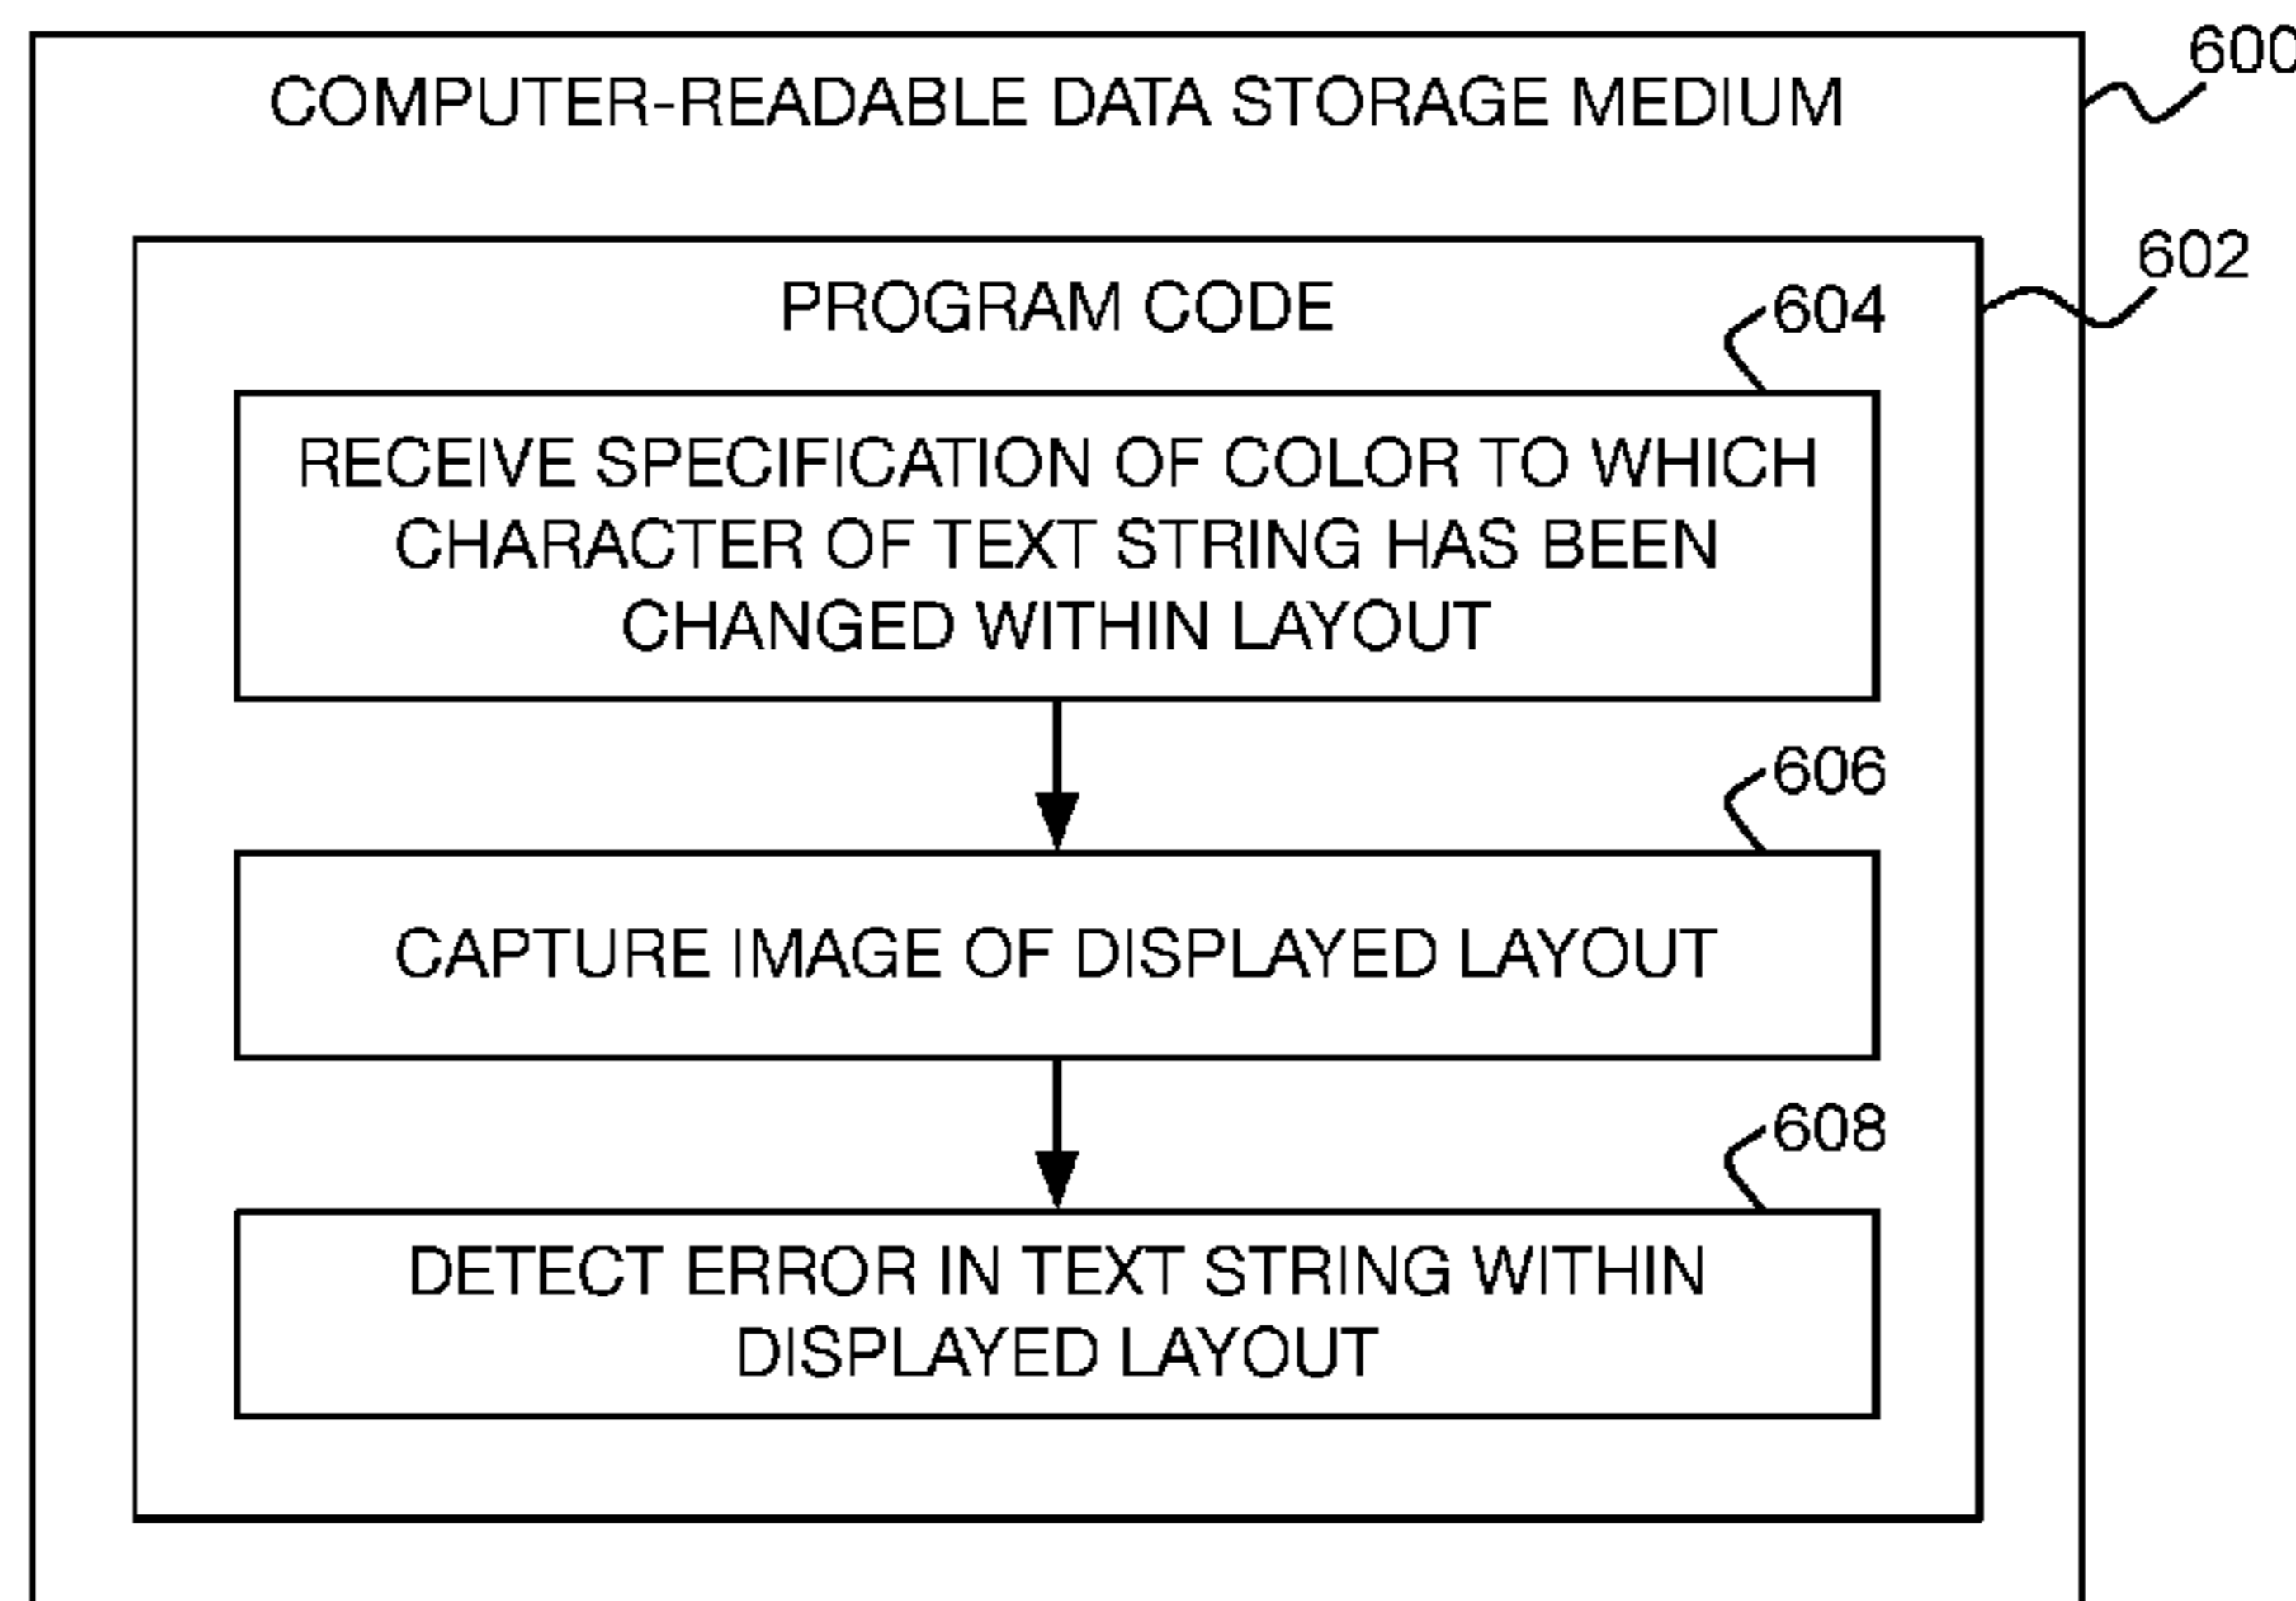 600
COMPUTER-READABLE DATA STORAGE MEDIUM
602
PROGRAM CODE
604
RECEIVE SPECIFICATION OF COLOR TO WHICH
CHARACTER OF TEXT STRING HAS BEEN
CHANGED WITHIN LAYOUT
606
CAPTURE IMAGE OF DISPLAYED LAYOUT
608
DETECT ERROR IN TEXT STRING WITHIN
DISPLAYED LAYOUT